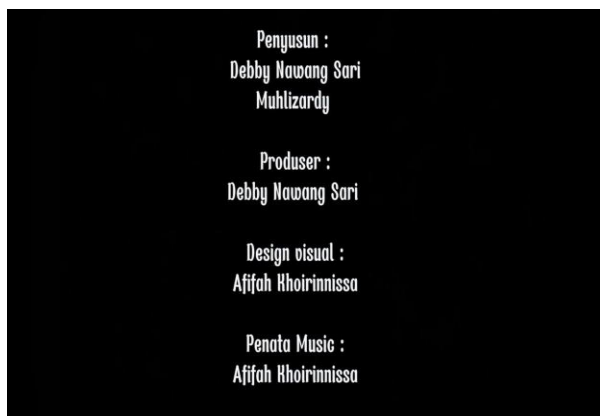 Penyusun :
Debby Nawang Sari
Muhlizardy
Produser :
Debby Nawang Sari
Design visual :
Afifah Khoirinnissa
Penata Music :
Afifah Khoirinnissa